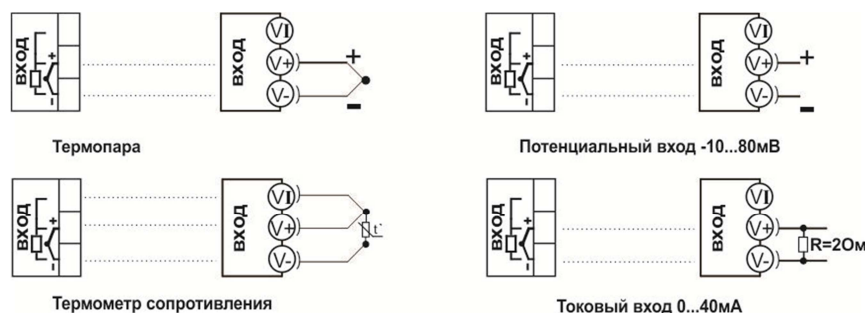 ВХОД
+
-
ВХОД
VI
V+
V-
+
-
Термопара
ВХОД
+
-
ВХОД
VI
V+
V-
+
-
Потенциальный вход -10...80мВ
ВХОД
+
-
ВХОД
VI
V+
V-
t°
Термометр сопротивления
ВХОД
+
-
ВХОД
VI
V+
V-
R=2Ом
Токовый вход 0...40мА